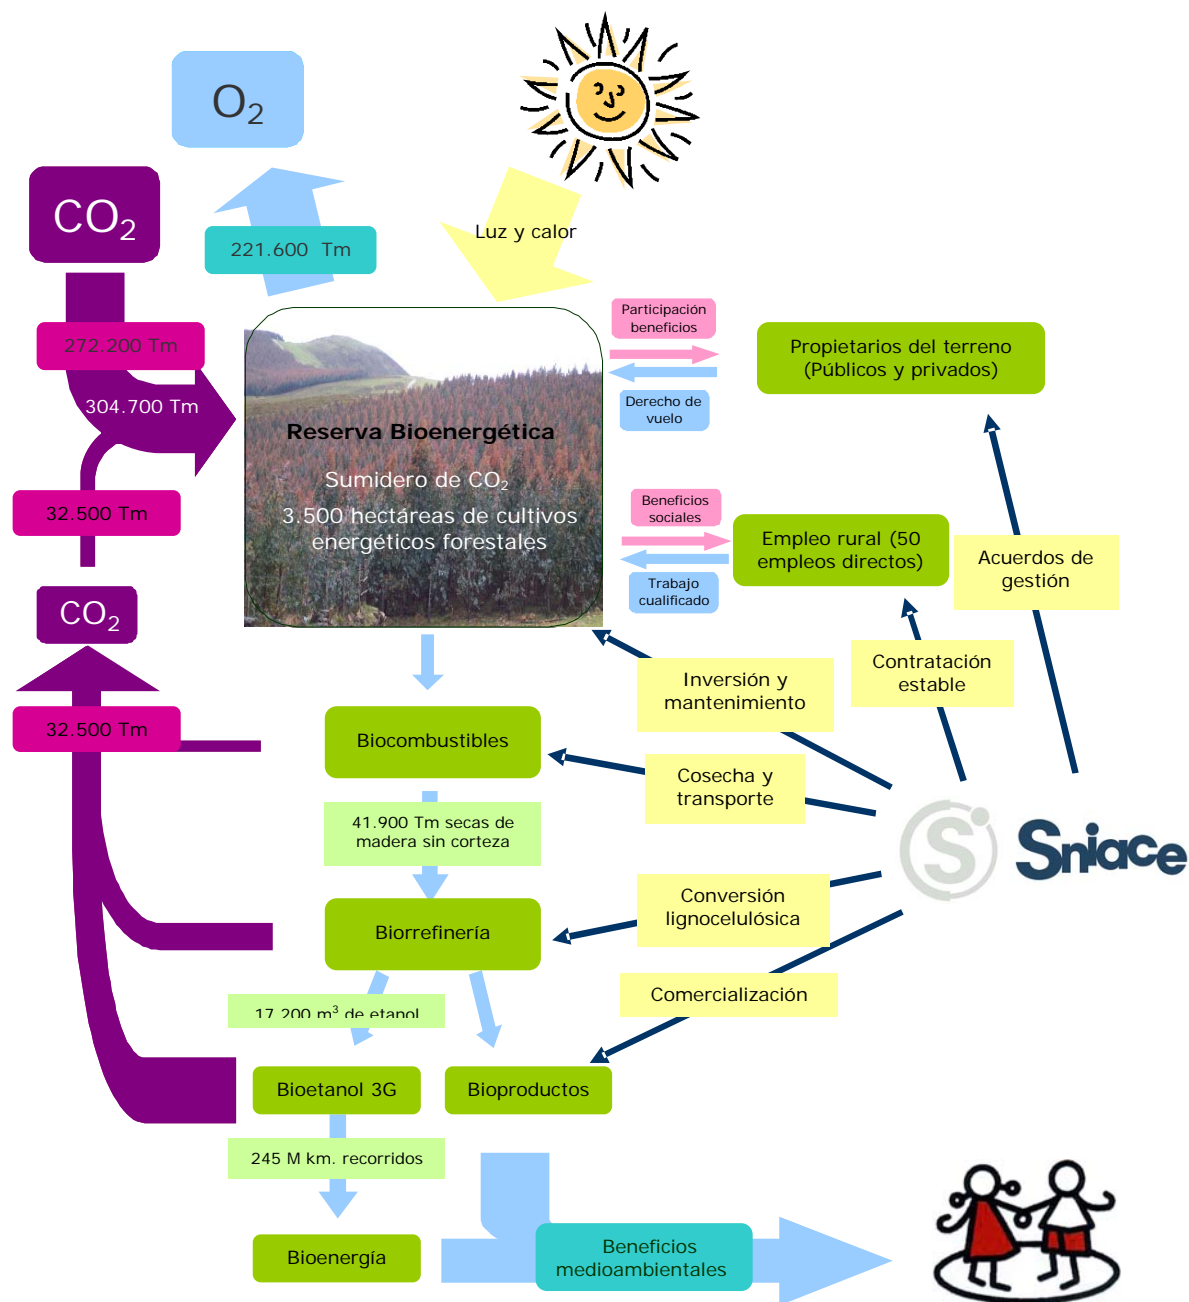 O2
CO2
221.600 Tm
Luz y calor
272.200 Tm
304.700 Tm
32.500 Tm
CO2
32.500 Tm
Reserva Bioenergética
Sumidero de CO2
3.500 hectáreas de cultivos
energéticos forestales
Participación
beneficios
Derecho de
vuelo
Propietarios del terreno
(Públicos y privados)
Beneficios
sociales
Trabajo
cualificado
Empleo rural (50
empleos directos)
Acuerdos de
gestión
Contratación
estable
Inversión y
mantenimiento
Biocombustibles
Cosecha y
transporte
41.900 Tm secas de
madera sin corteza
S Sniace
Conversión
lignocelulósica
Biorrefinería
Comercialización
17.200 m³ de etanol
Bioetanol 3G
Bioproductos
245 M km. recorridos
Bioenergía
Beneficios
medioambientales